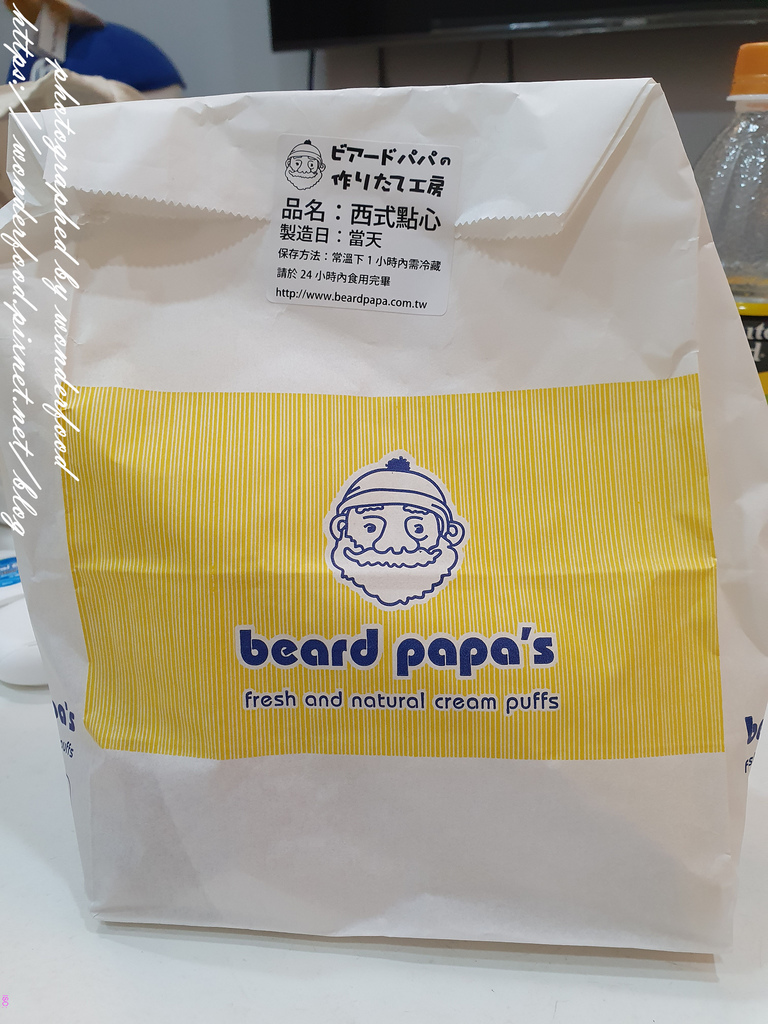 ビアードパパの
作りたて工房
品名：西式點心
製造日：當天
保存方法：常溫下 1 小時內需冷藏
請於 24 小時內食用完畢
http://www.beardpapa.com.tw
beard papa's
fresh and natural cream puffs
photographed by wonderfood
https://wonderfood.pixnet.net/blog
pa's
puffs